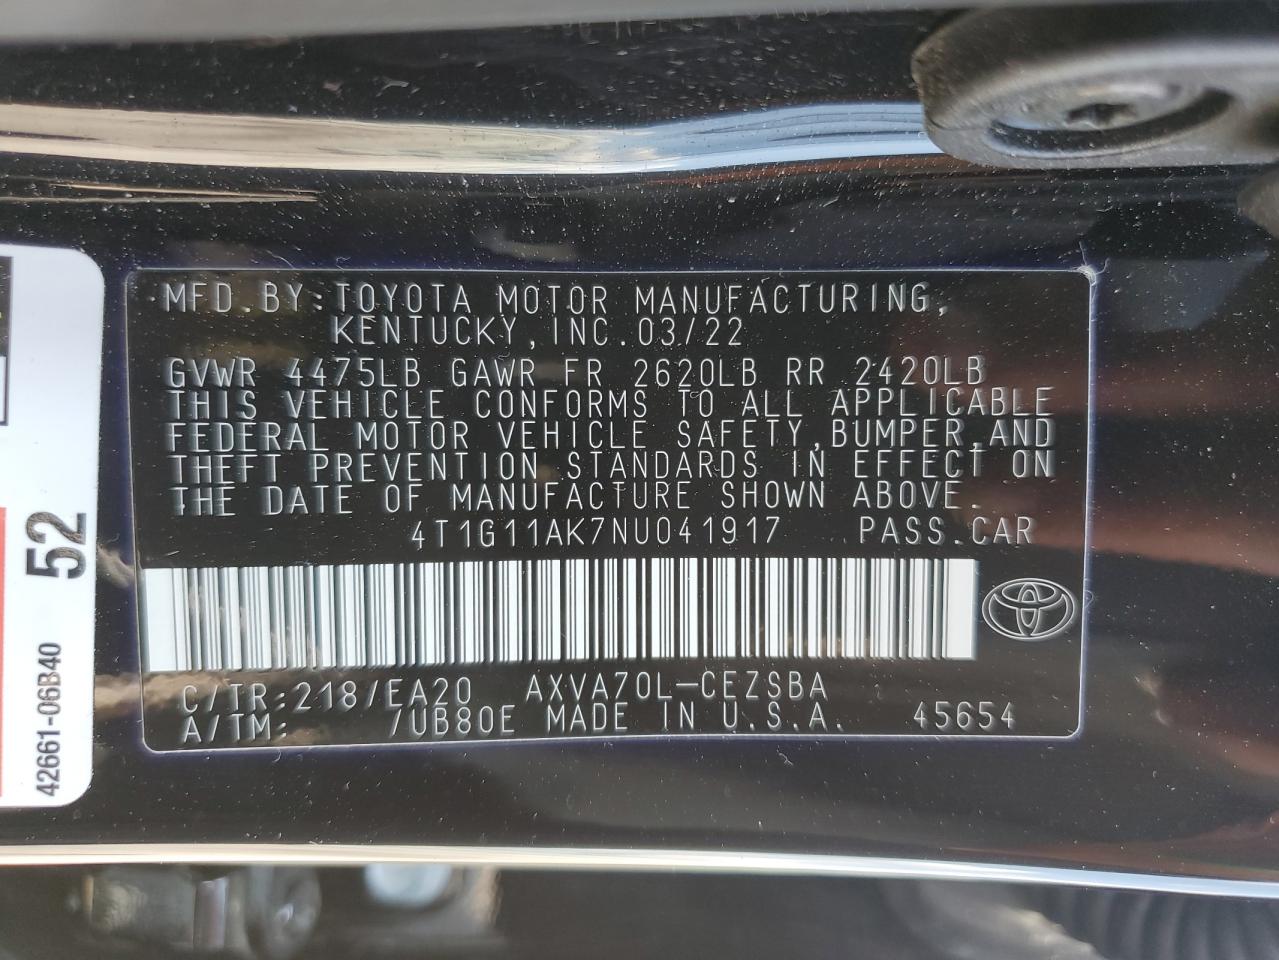 MFD.BY:TOYOTA MOTOR MANUFACTURING,
KENTUCKY,INC.03/22
GVWR 4475LB GAWR FR 2620LB RR 2420LB
THIS VEHICLE CONFORMS TO ALL APPLICABLE
FEDERAL MOTOR VEHICLE SAFETY,BUMPER,AND
THEFT PREVENTION STANDARDS IN EFFECT ON
THE DATE OF MANUFACTURE SHOWN ABOVE.
4T1G11AK7NU041917 PASS.CAR
C/TR:218/EA20 AXVA70L-CEZSBA
A/TM: /UB80E MADE IN U.S.A. 45654
52
42661-06B40